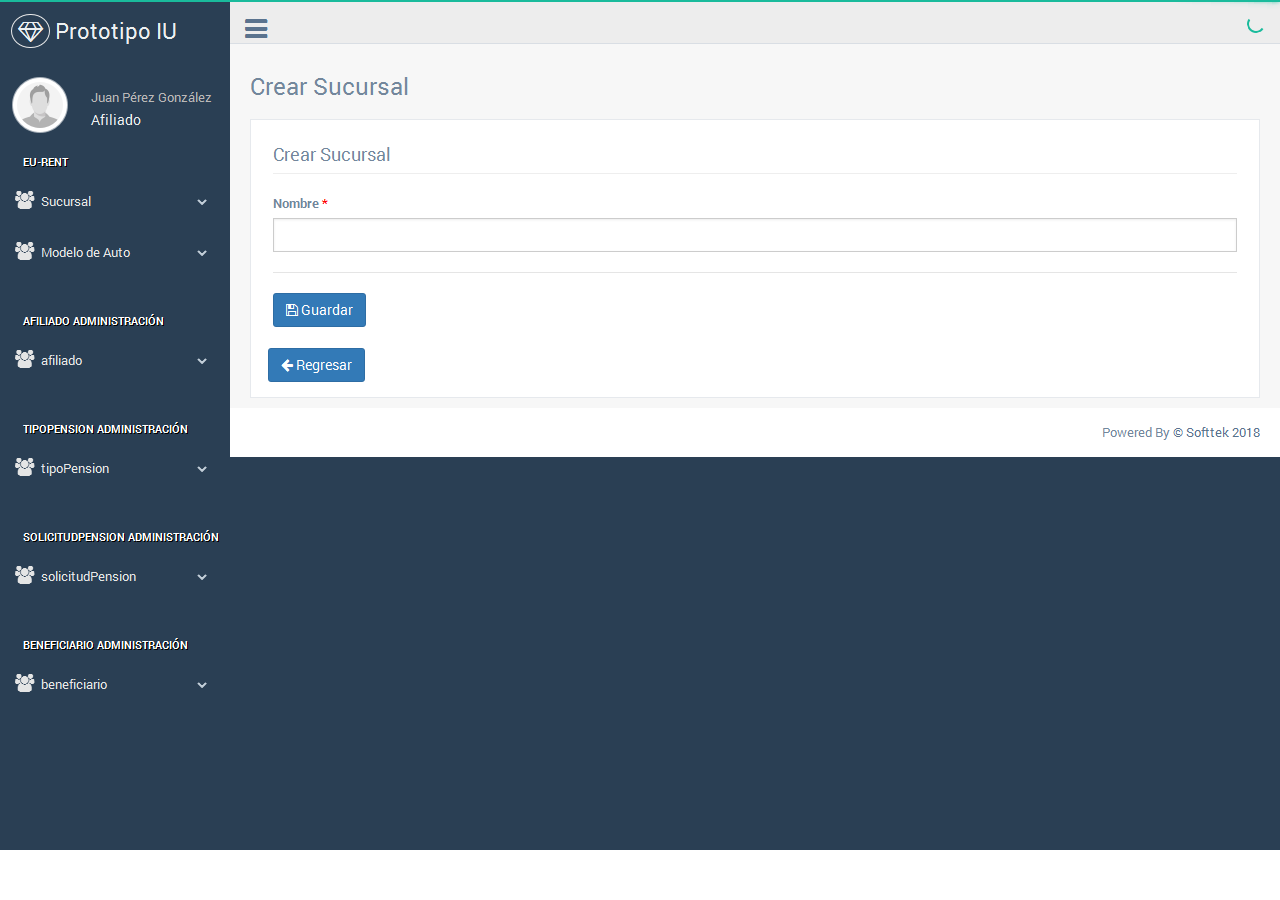 Prototipo IU
Juan Pérez González
Afiliado
EU-RENT
Sucursal
Modelo de Auto
AFILIADO ADMINISTRACIÓN
afiliado
TIPOPENSION ADMINISTRACIÓN
tipoPension
SOLICITUDPENSION ADMINISTRACIÓN
solicitudPension
BENEFICIARIO ADMINISTRACIÓN
beneficiario
Crear Sucursal
Crear Sucursal
Nombre *
Guardar
Regresar
Powered By © Softtek 2018